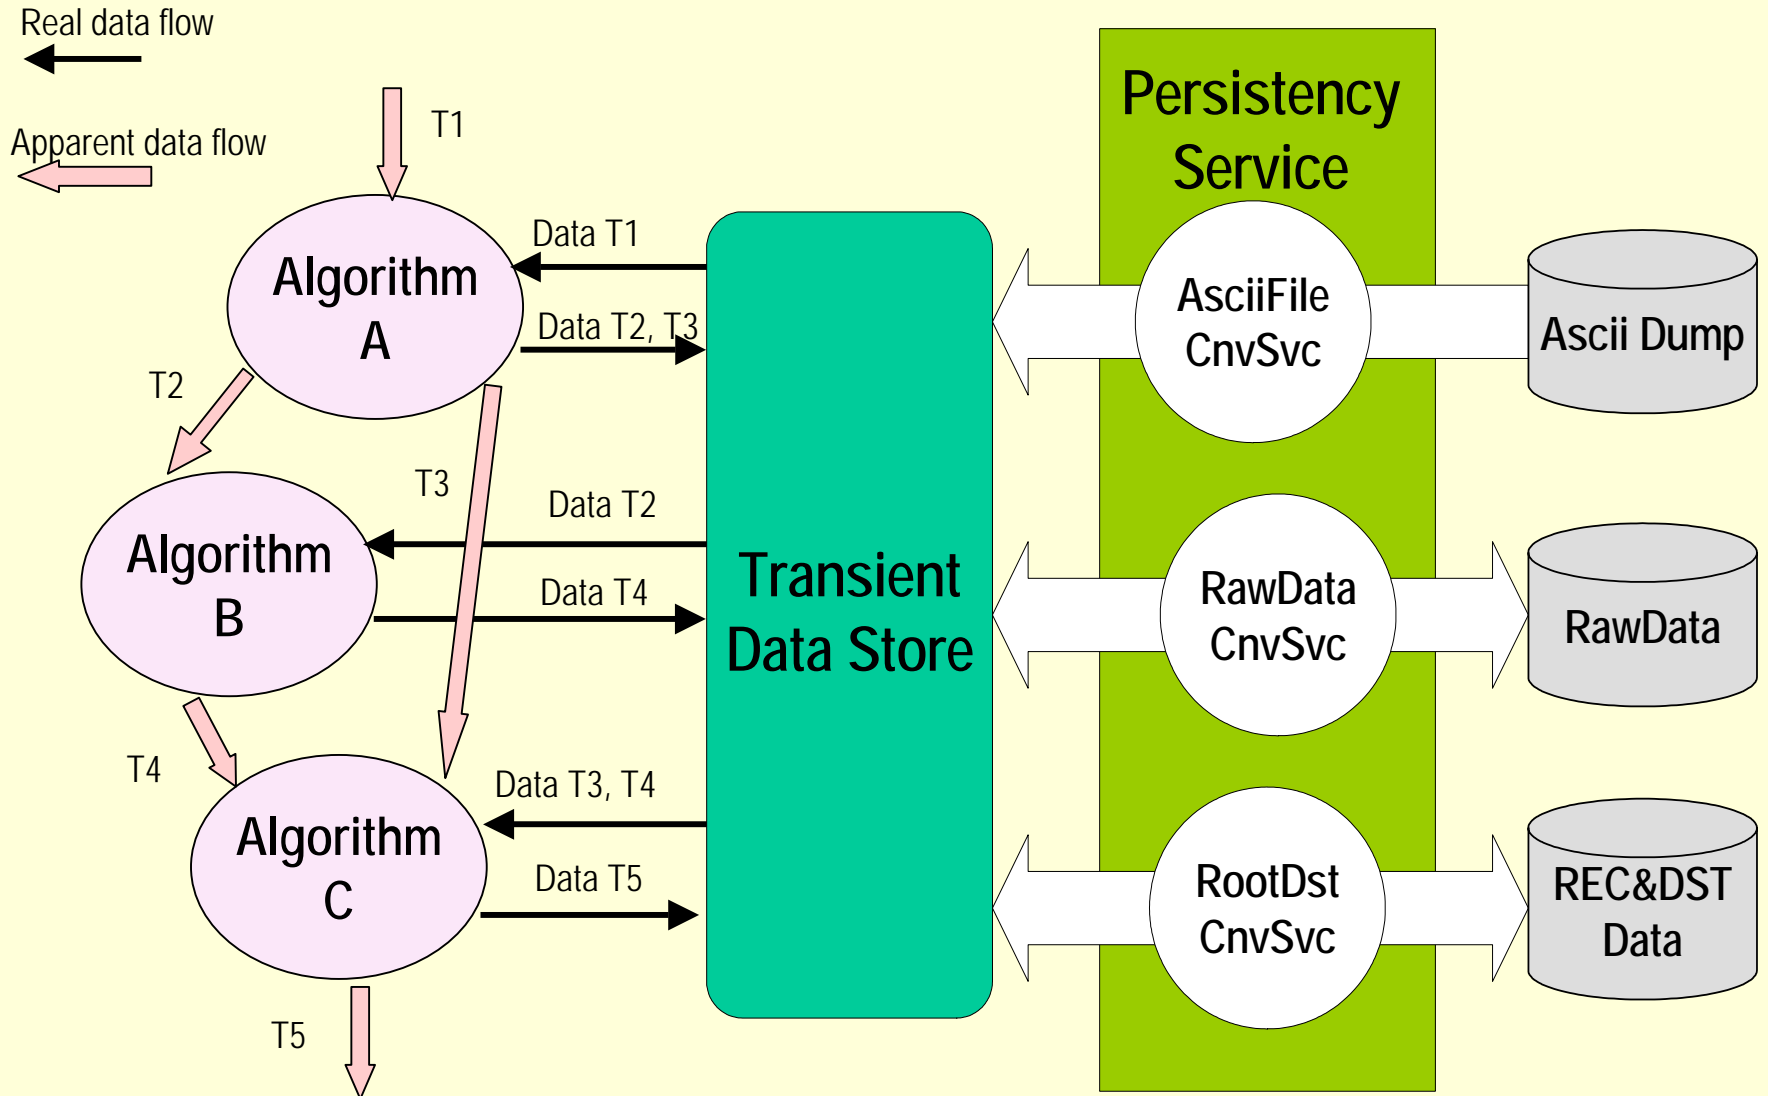 Real data flow
Apparent data flow
T1
Algorithm
A
Data T1
Data T2, T3
T2
T3
Algorithm
B
Data T2
Data T4
T4
Algorithm
C
Data T3, T4
Data T5
T5
Transient
Data Store
Persistency
Service
AsciiFile
CnvSvc
Ascii Dump
RawData
CnvSvc
RawData
RootDst
CnvSvc
REC&DST
Data